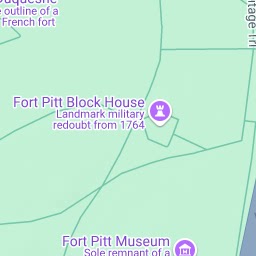 outline of a
French fort
Fort Pitt Block House
Landmark military
redoubt from 1764
Fort Pitt Museum
Sole remnant of a